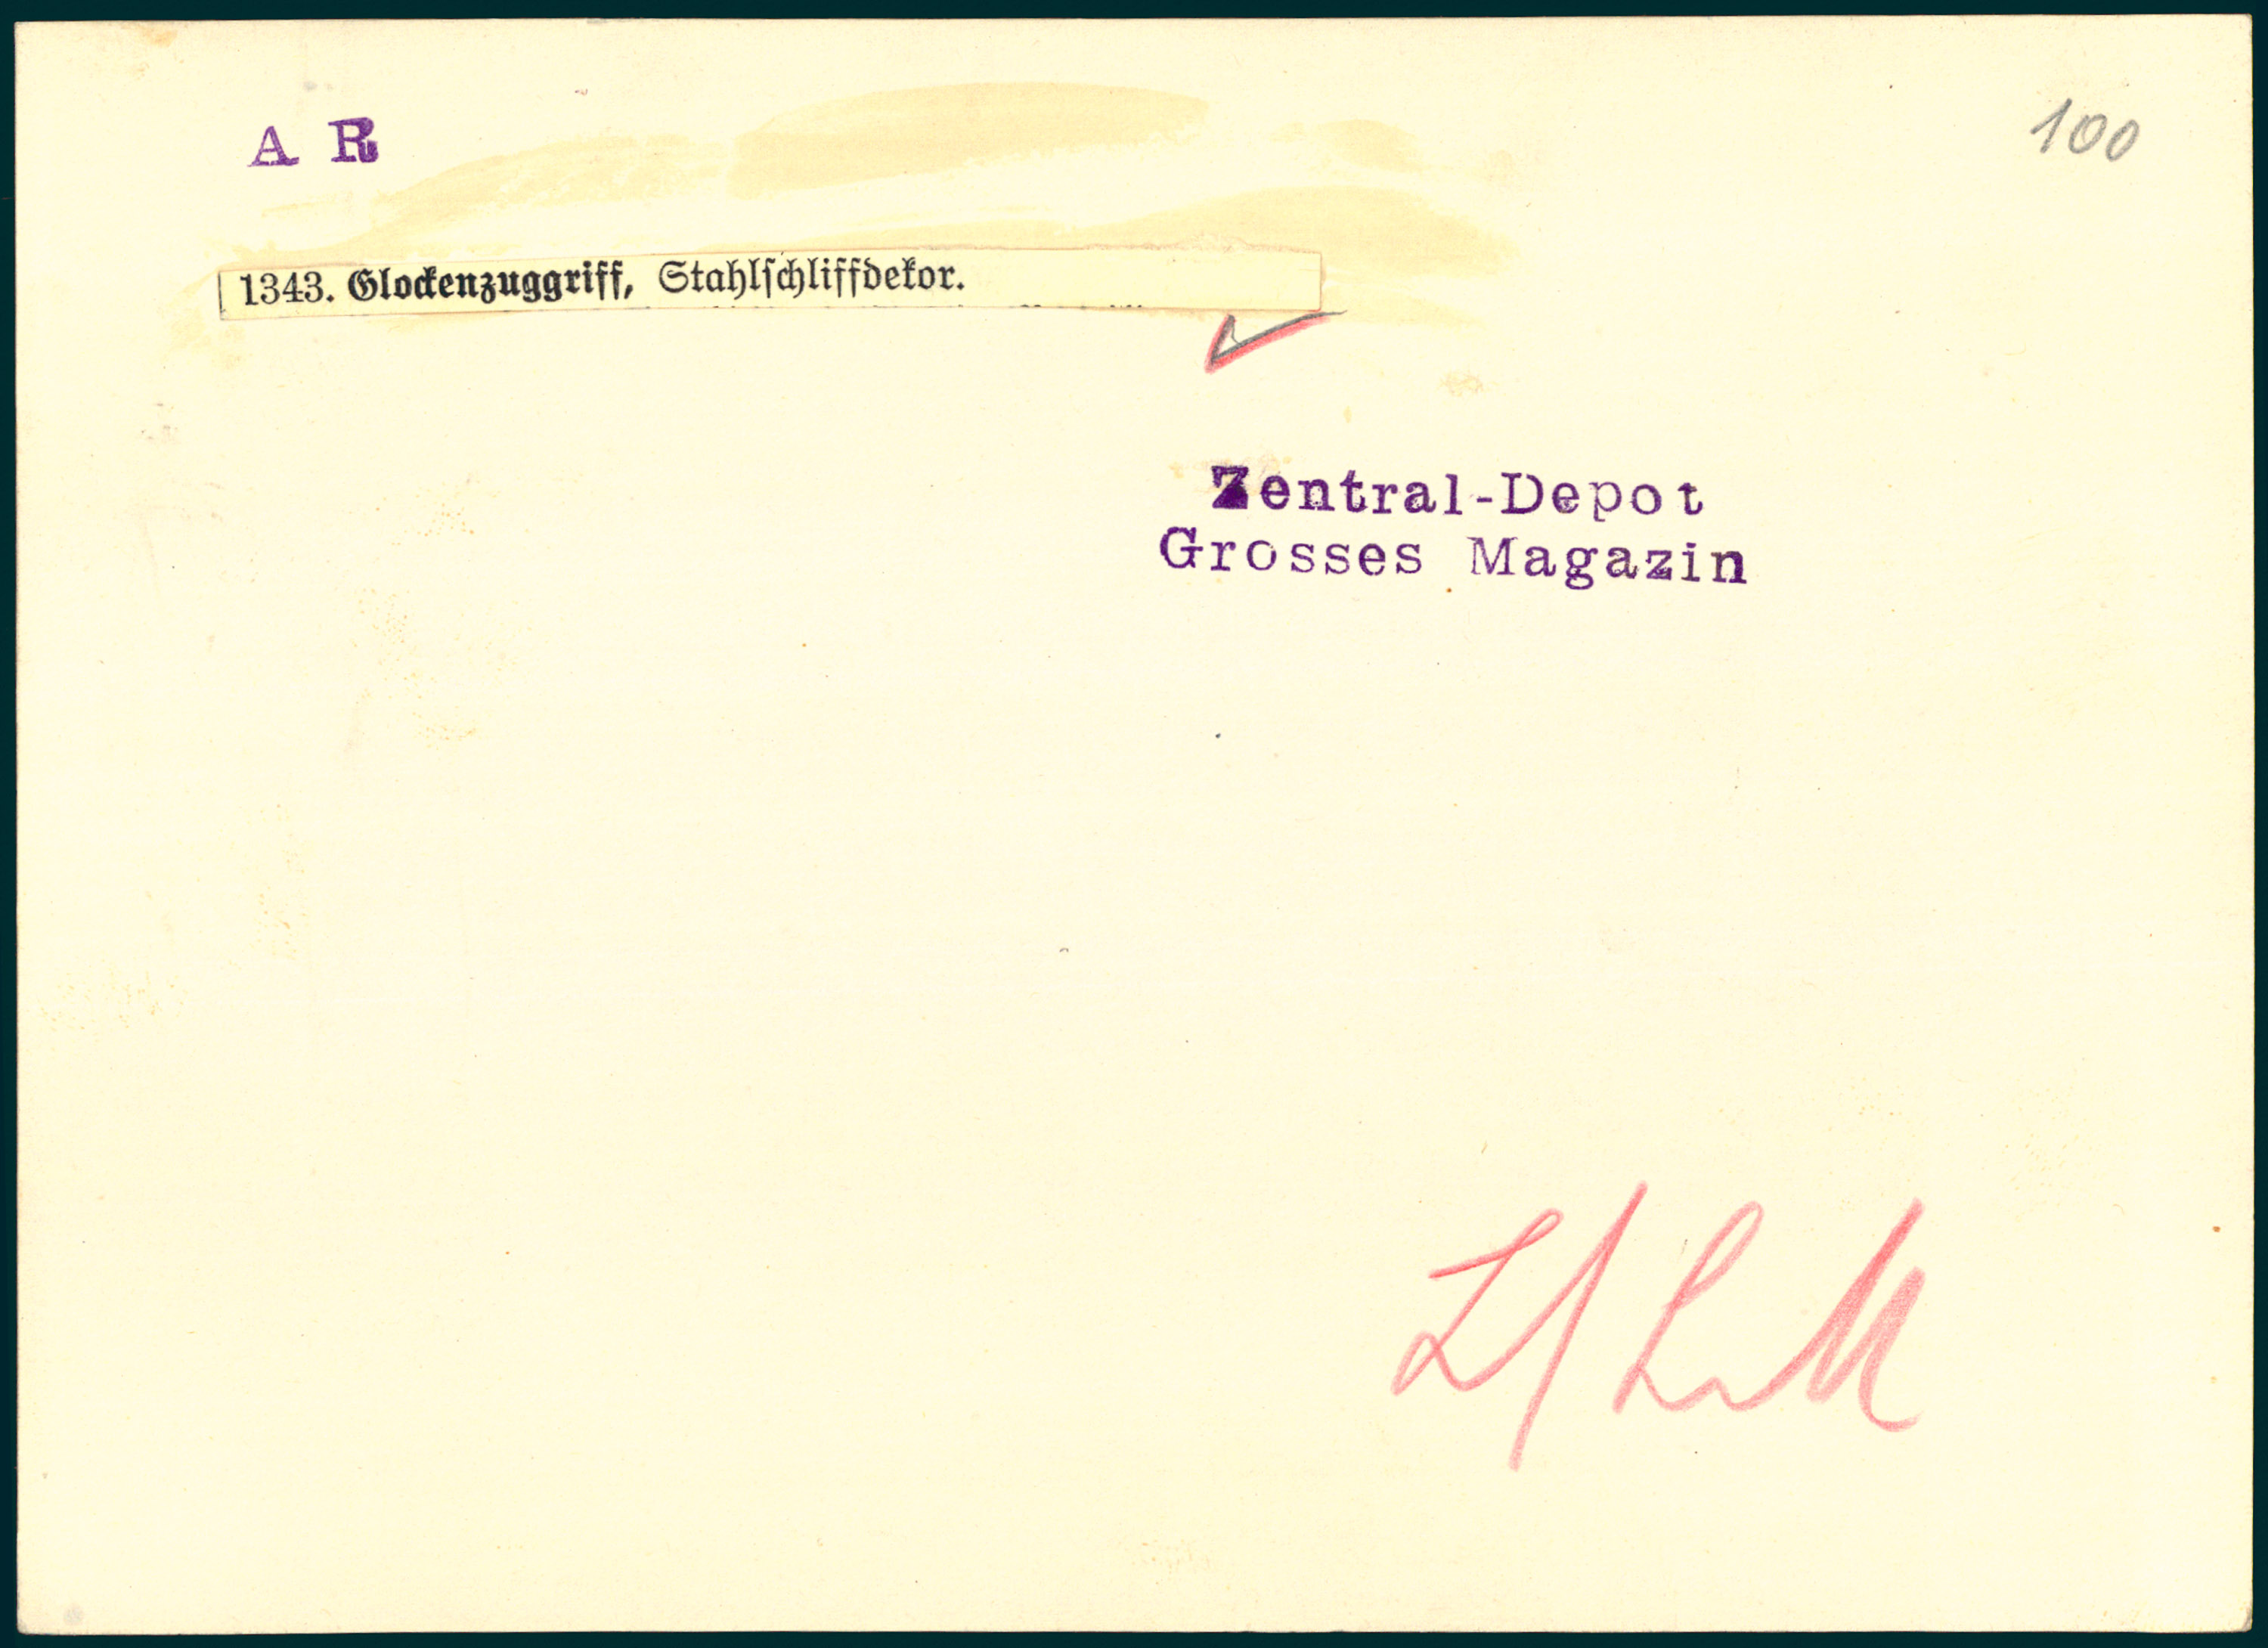 A R
100
1343. Glockenzuggriff, Stahlſchliffdekor.
Zentral-Depot
Grosses Magazin